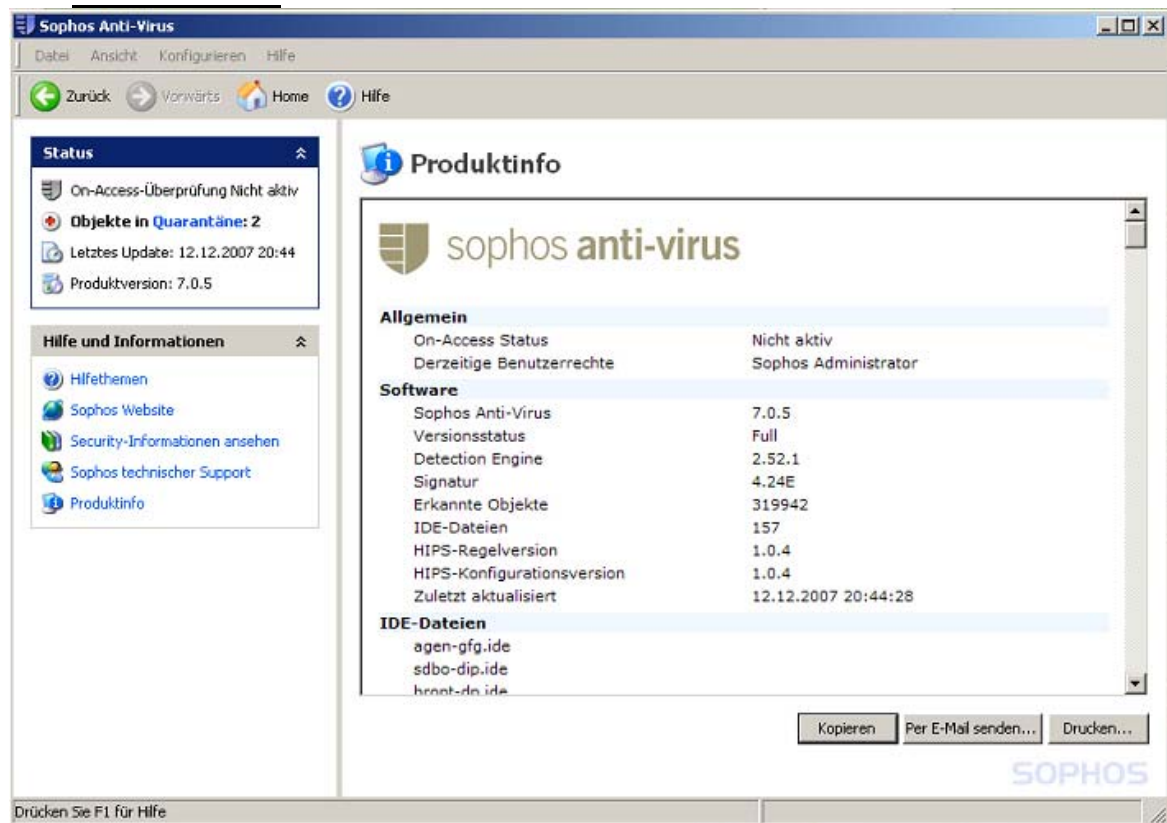 Sophos Anti-Virus
Datei Ansicht Konfigurieren Hilfe
Zurück Vorwärts Home Hilfe
Status
On-Access-Überprüfung Nicht aktiv
Objekte in Quarantäne: 2
Letztes Update: 12.12.2007 20:44
Produktversion: 7.0.5
Hilfe und Informationen
Hilfethemen
Sophos Website
Security-Informationen ansehen
Sophos technischer Support
Produktinfo
Produktinfo
sophos anti-virus
Allgemein
On-Access Status Nicht aktiv
Derzeitige Benutzerrechte Sophos Administrator
Software
Sophos Anti-Virus 7.0.5
Versionsstatus Full
Detection Engine 2.52.1
Signatur 4.24E
Erkannte Objekte 319942
IDE-Dateien 157
HIPS-Regelversion 1.0.4
HIPS-Konfigurationsversion 1.0.4
Zuletzt aktualisiert 12.12.2007 20:44:28
IDE-Dateien
agen-gfg.ide
sdbo-dip.ide
bront-dp.ide
Kopieren Per E-Mail senden... Drucken...
SOPHOS
Drücken Sie F1 für Hilfe